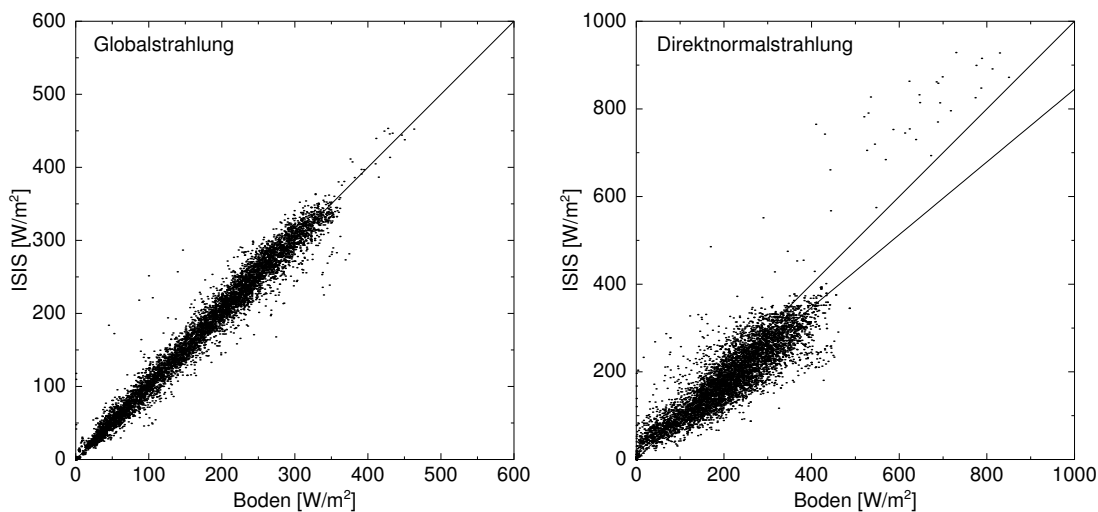 Globalstrahlung
600
500
400
300
200
100
0
ISIS [W/m²]
0 100 200 300 400 500 600
Boden [W/m²]
Direktnormalstrahlung
1000
800
600
400
200
0
ISIS [W/m²]
0 200 400 600 800 1000
Boden [W/m²]